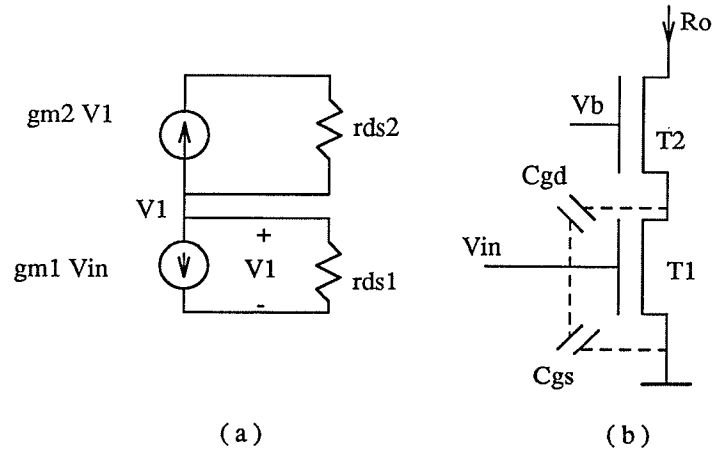 gm2 V1
rds2
V1
gm1 Vin
+
V1
-
rds1
( a )
Ro
Vb
T2
Cgd
Vin
T1
Cgs
( b )